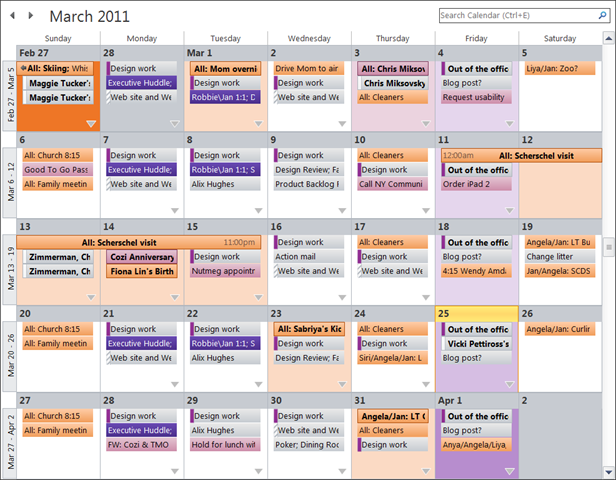 March 2011
Search Calendar (Ctrl+E)
Sunday Monday Tuesday Wednesday Thursday Friday Saturday
Feb 27 - Mar 5
Feb 27 28 Mar 1 2 3 4 5
All: Skiing: Whis
Maggie Tucker':
Maggie Tucker':
Design work
Executive Huddle;
Web site and We
All: Mom overni
Design work
Robbie\Jan 1:1; D
Drive Mom to air
Design work
Web site and We
All: Chris Miksov
Chris Miksovsky
All: Cleaners
Out of the offic
Blog post?
Request usability
Liya/Jan: Zoo?
Mar 6 - 12
6 7 8 9 10 11 12
All: Church 8:15
Good To Go Pass
All: Family meetin
Design work
Executive Huddle;
Web site and We
Design work
Robbie\Jan 1:1; S
Alix Hughes
Design work
Design Review; Fa
Product Backlog R
All: Cleaners
Design work
Call NY Communi
12:00am All: Scherschel visit
Out of the offic
Order iPad 2
Mar 13 - 19
13 14 15 16 17 18 19
All: Scherschel visit 11:00pm
Zimmerman, Ch
Zimmerman, Ch
Cozi Anniversary
Fiona Lin's Birth
Design work
Nutmeg appointr
Design work
Action mail
Design work
All: Cleaners
Design work
Web site and We
Out of the offic
Blog post?
4:15 Wendy Amd
Angela/Jan: LT Bu
Change litter
Jan/Angela: SCDS
Mar 20 - 26
20 21 22 23 24 25 26
All: Church 8:15
All: Family meetin
Design work
Executive Huddle;
Web site and We
Design work
Robbie\Jan 1:1; S
Alix Hughes
All: Sabriya's Kic
Design work
Design Review; Fa
All: Cleaners
Design work
Siri/Angela/Jan: L
Out of the offic
Vicki Pettiross's
Blog post?
Angela/Jan: Curlir
Mar 27 - Apr 2
27 28 29 30 31 Apr 1 2
All: Church 8:15
All: Family meetin
Design work
Executive Huddle;
FW: Cozi & TMO
Design work
Alix Hughes
Hold for lunch wit
Design work
Web site and We
Poker; Dining Roc
Angela/Jan: LT C
All: Cleaners
Design work
Out of the offic
Blog post?
Anya/Angela/Liya,